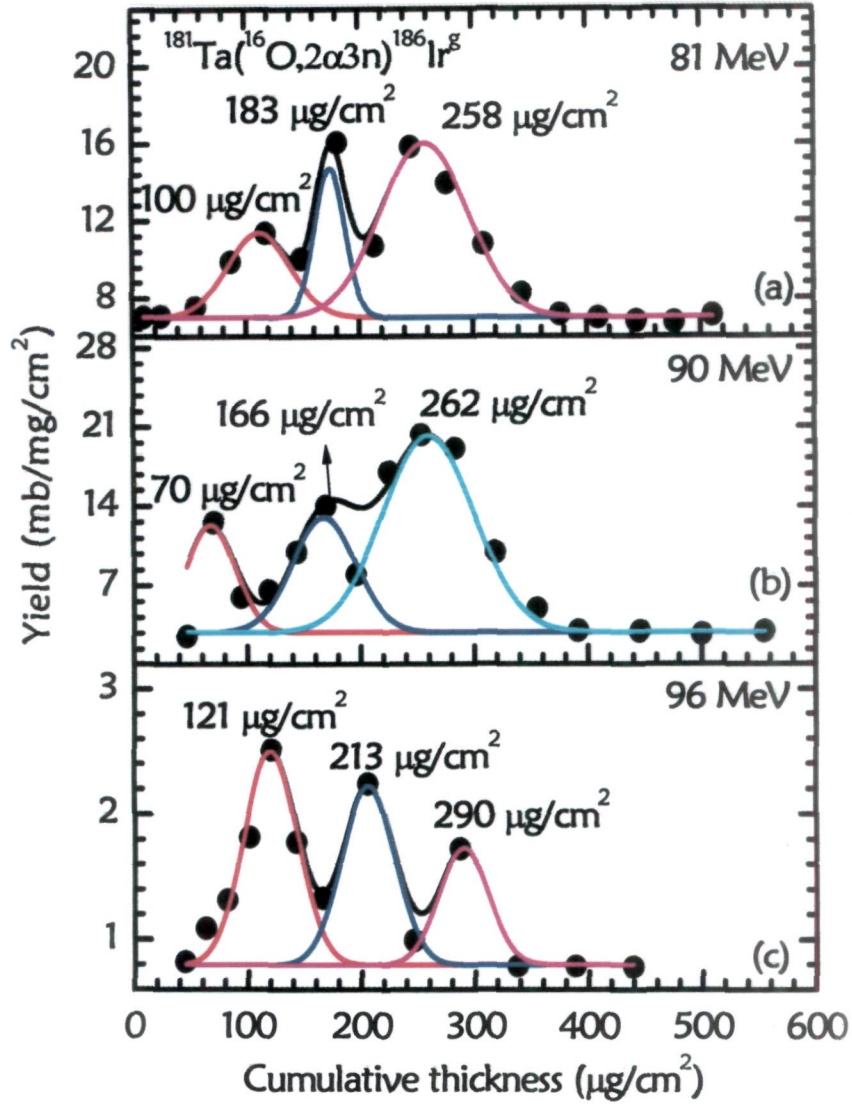 ¹⁸¹Ta(¹⁶O,2α3n)¹⁸⁶Irᵍ
81 MeV
20
183 μg/cm²
258 μg/cm²
16
100 μg/cm²
12
8
(a)
28
90 MeV
166 μg/cm²
262 μg/cm²
21
70 μg/cm²
14
7
(b)
Yield (mb/mg/cm²)
3
96 MeV
121 μg/cm²
213 μg/cm²
2
290 μg/cm²
1
(c)
0 100 200 300 400 500 600
Cumulative thickness (μg/cm²)